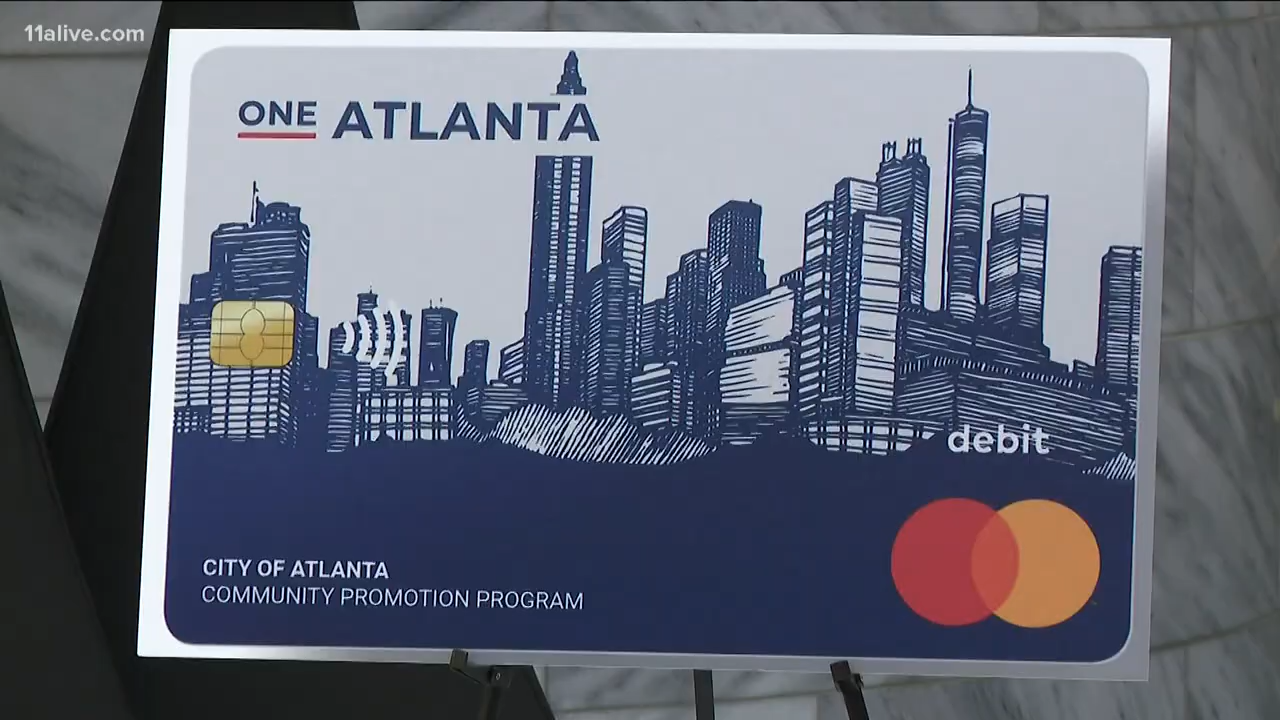 11alive.com
ONE ATLANTA
debit
CITY OF ATLANTA
COMMUNITY PROMOTION PROGRAM